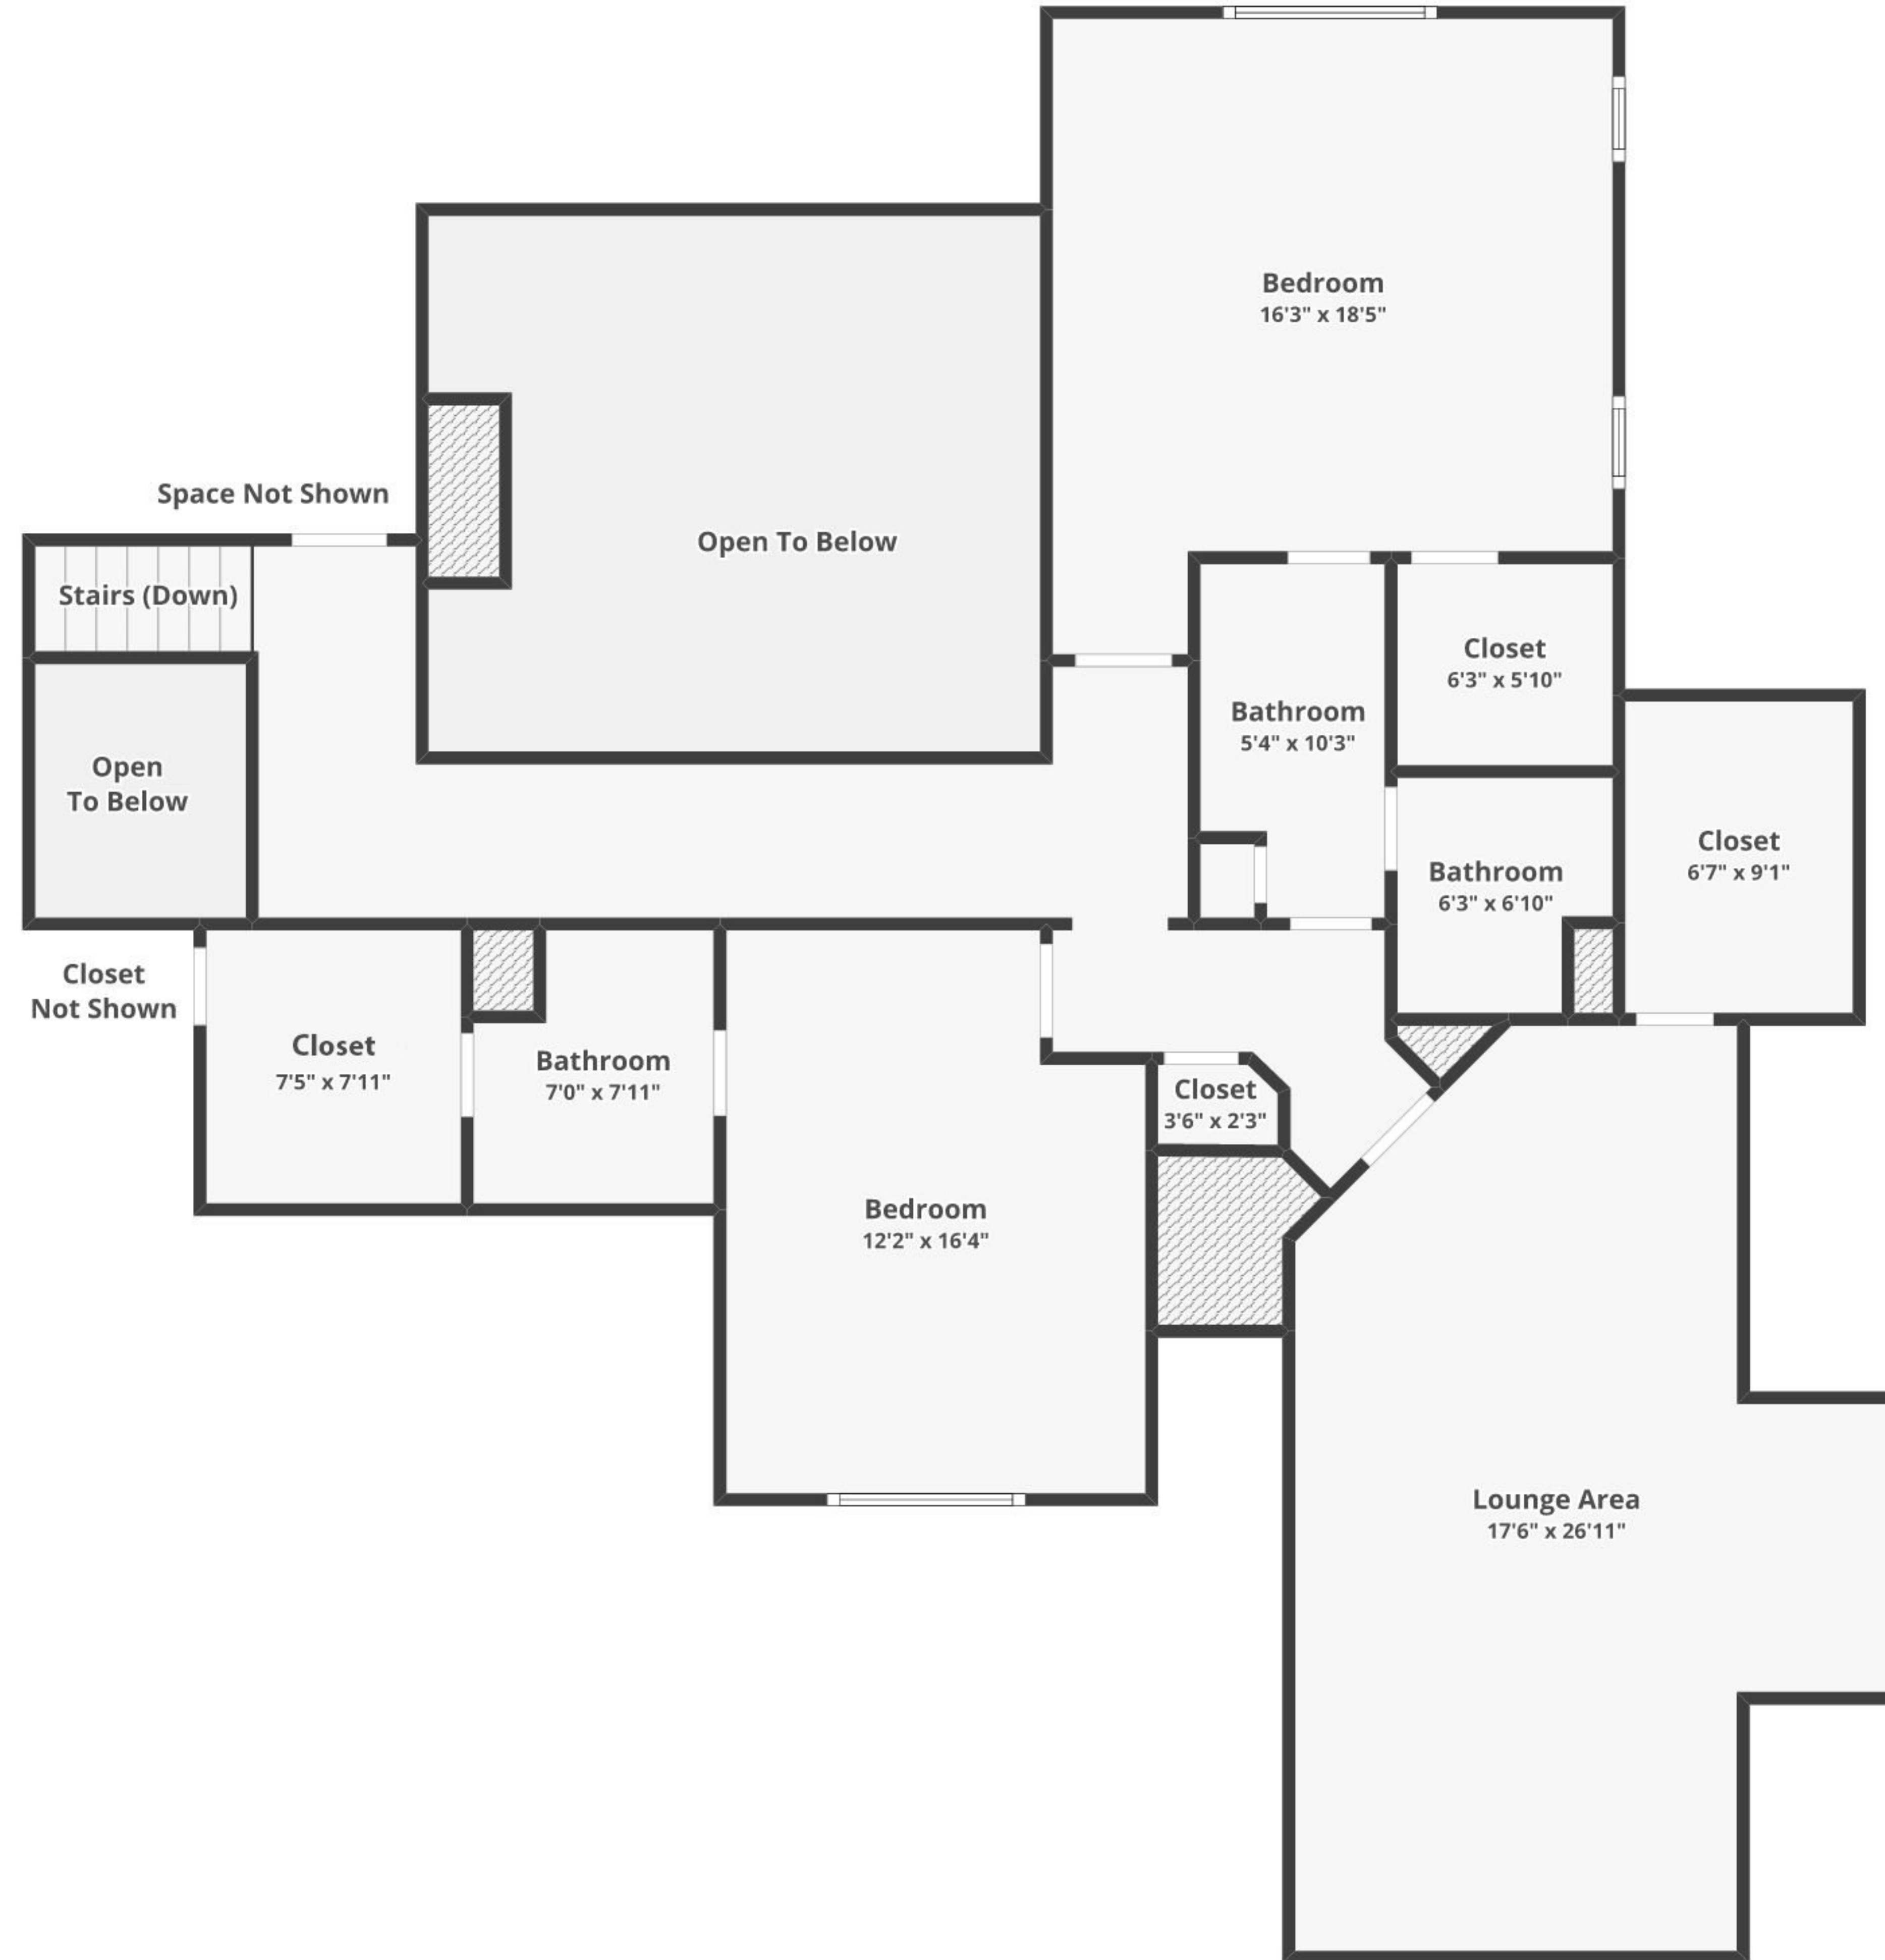 Bedroom
16'3" x 18'5"
Space Not Shown
Open To Below
Stairs (Down)
Closet
6'3" x 5'10"
Bathroom
5'4" x 10'3"
Open
To Below
Closet
6'7" x 9'1"
Bathroom
6'3" x 6'10"
Closet
Not Shown
Closet
7'5" x 7'11"
Bathroom
7'0" x 7'11"
Closet
3'6" x 2'3"
Bedroom
12'2" x 16'4"
Lounge Area
17'6" x 26'11"